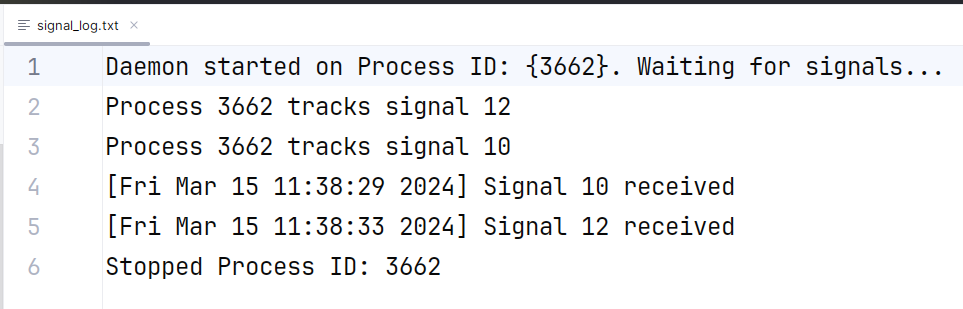 signal_log.txt
1 Daemon started on Process ID: {3662}. Waiting for signals...
2 Process 3662 tracks signal 12
3 Process 3662 tracks signal 10
4 [Fri Mar 15 11:38:29 2024] Signal 10 received
5 [Fri Mar 15 11:38:33 2024] Signal 12 received
6 Stopped Process ID: 3662